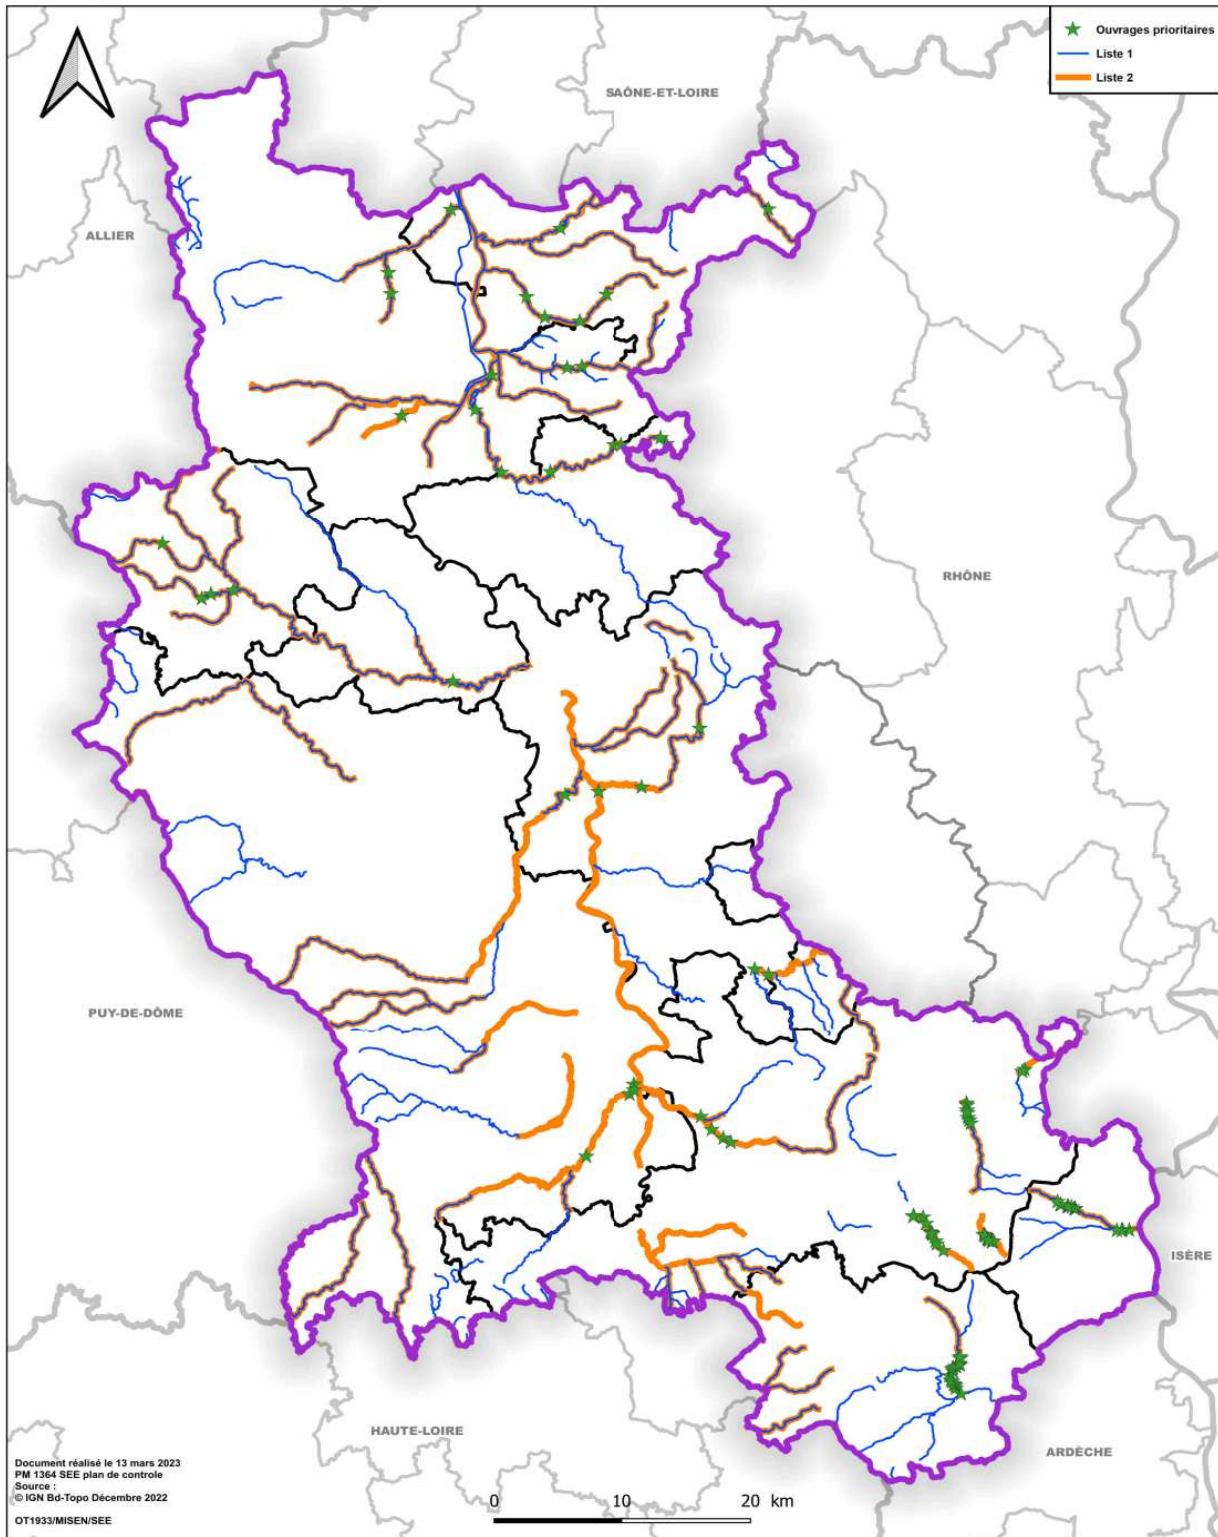 Ouvrages prioritaires
Liste 1
Liste 2
SAÔNE-ET-LOIRE
ALLIER
RHÔNE
PUY-DE-DÔME
ISÈRE
HAUTE-LOIRE
ARDÈCHE
Document réalisé le 13 mars 2023
PM 1364 SEE plan de controle
Source :
© IGN Bd-Topo Décembre 2022
OT1933/MISEN/SEE
0 10 20 km